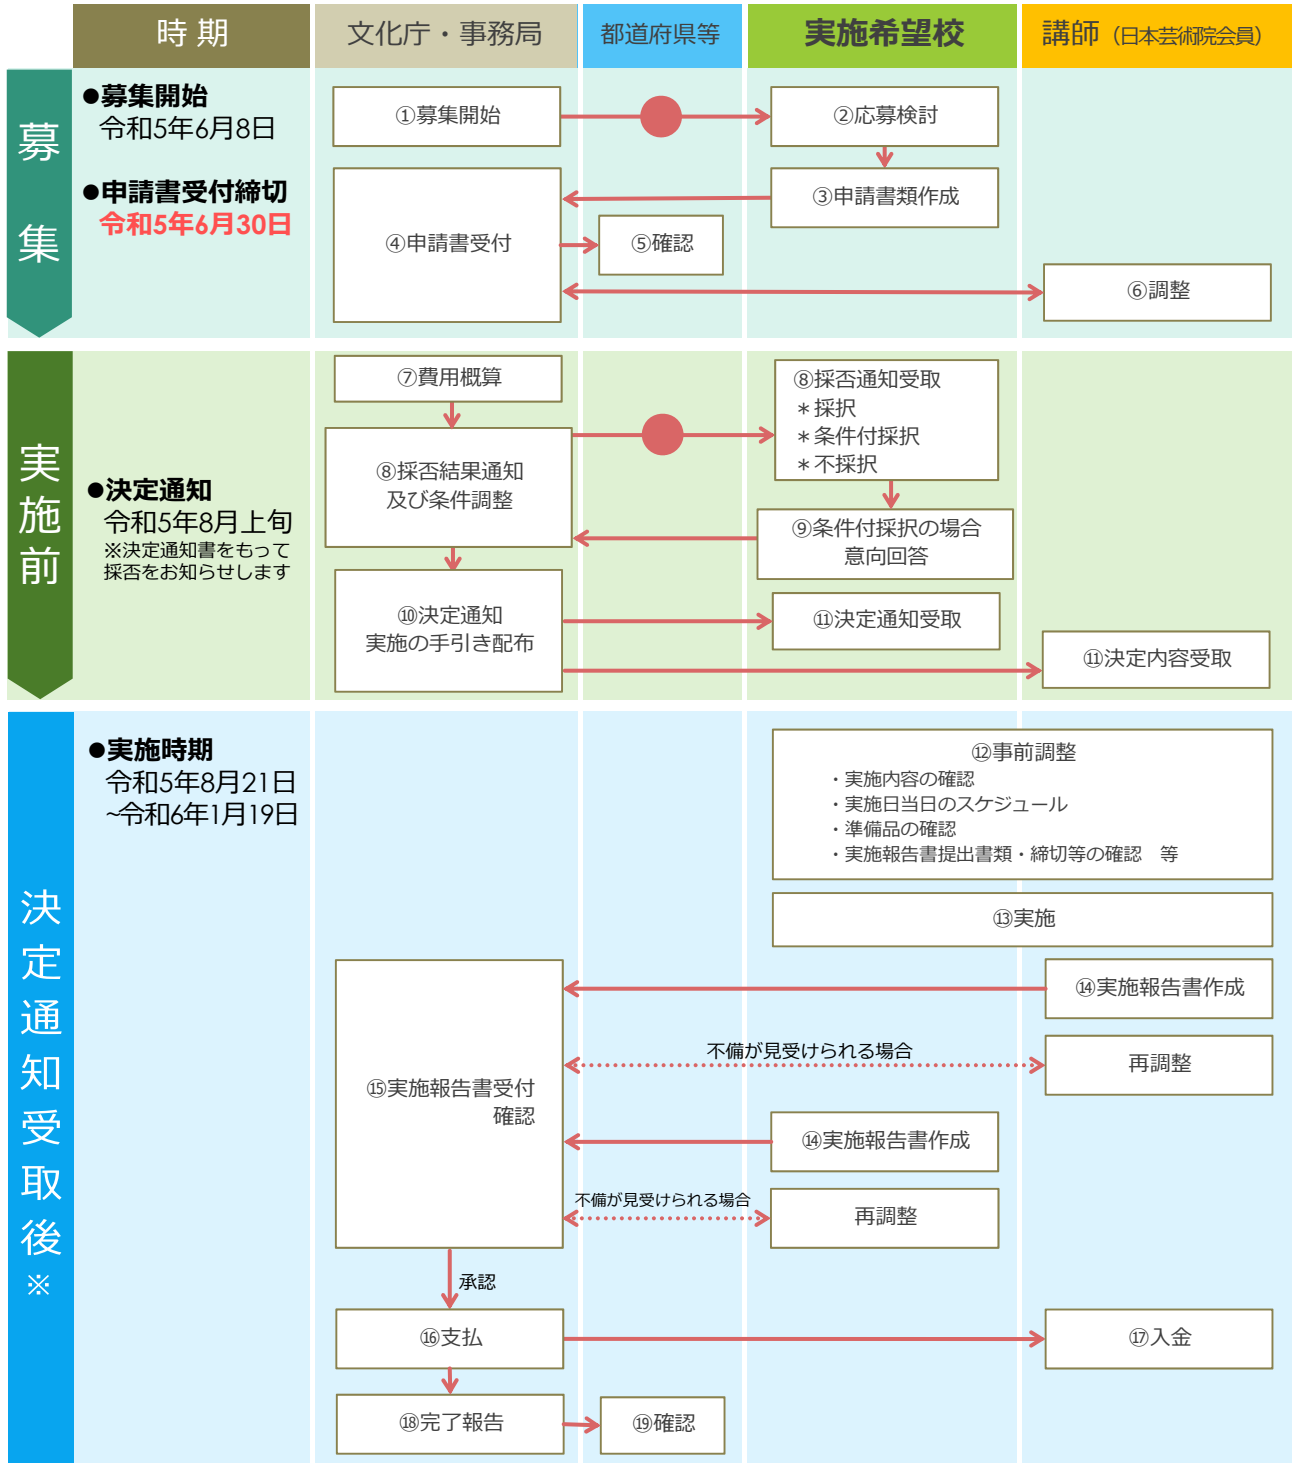 時 期
文化庁・事務局
都道府県等
実施希望校
講師（日本芸術院会員）
募集
●募集開始
令和5年6月8日
●申請書受付締切
令和5年6月30日
①募集開始
②応募検討
③申請書類作成
④申請書受付
⑤確認
⑥調整
実施前
●決定通知
令和5年8月上旬
※決定通知書をもって
採否をお知らせします
⑦費用概算
⑧採否結果通知
及び条件調整
⑧採否通知受取
＊採択
＊条件付採択
＊不採択
⑨条件付採択の場合
意向回答
⑩決定通知
実施の手引き配布
⑪決定通知受取
⑪決定内容受取
決定通知受取後※
●実施時期
令和5年8月21日
~令和6年1月19日
⑫事前調整
・実施内容の確認
・実施日当日のスケジュール
・準備品の確認
・実施報告書提出書類・締切等の確認　等
⑬実施
⑭実施報告書作成
不備が見受けられる場合
再調整
⑮実施報告書受付
確認
⑭実施報告書作成
不備が見受けられる場合
再調整
承認
⑯支払
⑰入金
⑱完了報告
⑲確認